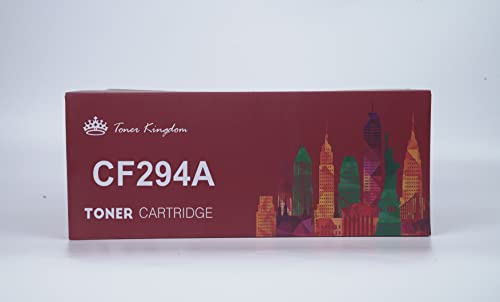 Toner Kingdom
CF294A
TONER CARTRIDGE